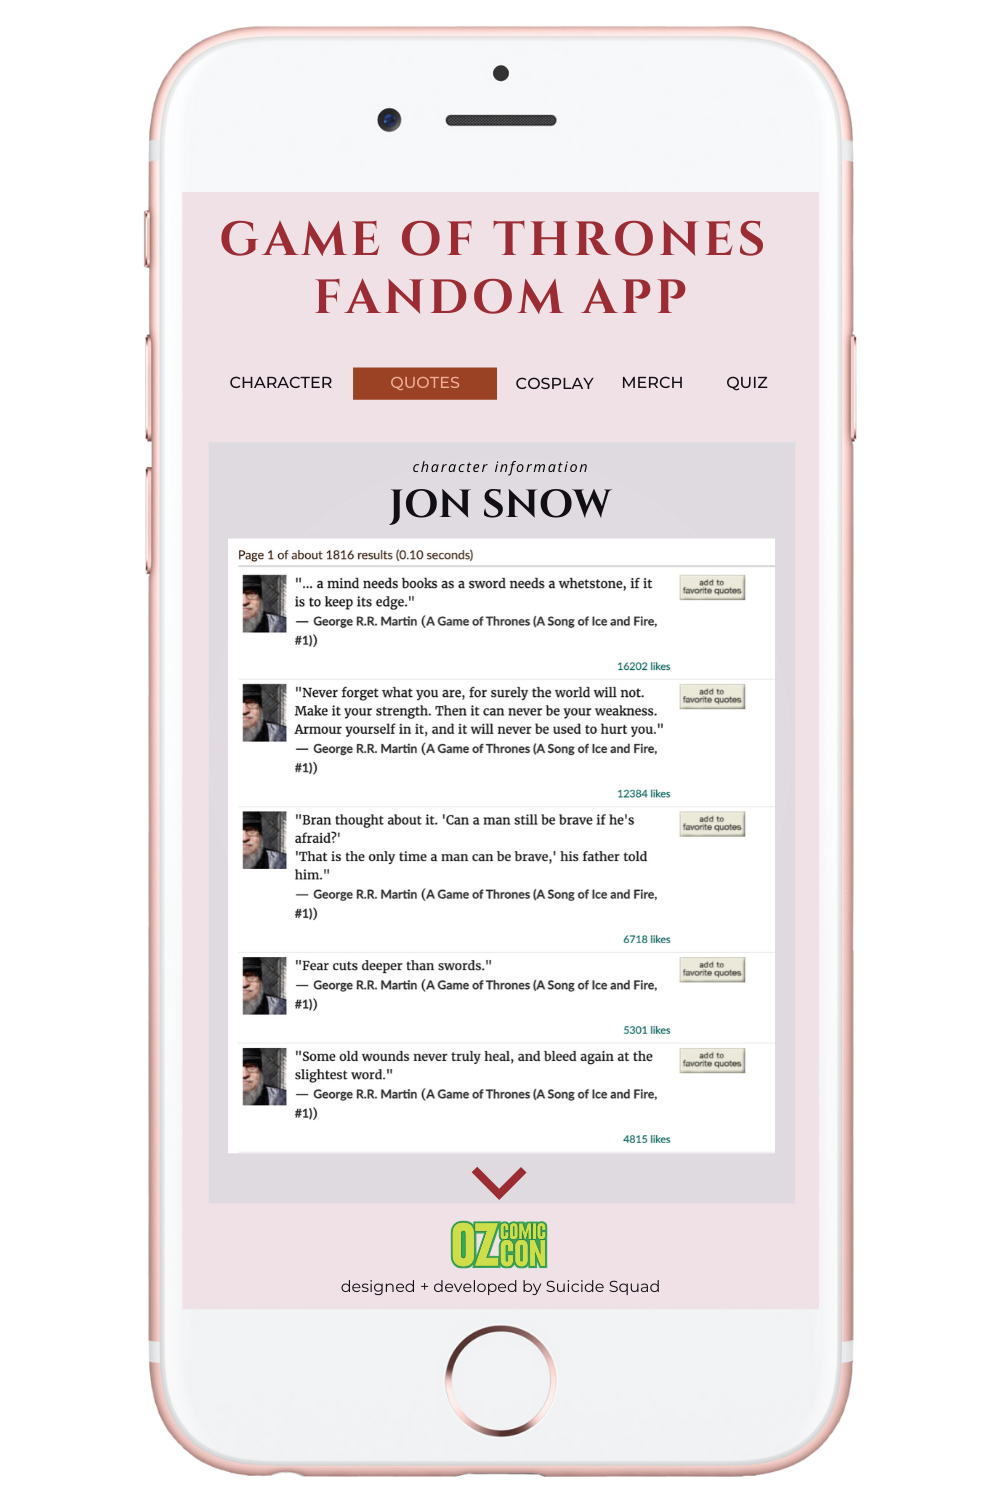 GAME OF THRONES
FANDOM APP
CHARACTER QUOTES COSPLAY MERCH QUIZ
character information
JON SNOW
Page 1 of about 1816 results (0.10 seconds)
"... a mind needs books as a sword needs a whetstone, if it
is to keep its edge."
— George R.R. Martin (A Game of Thrones (A Song of Ice and Fire,
#1))
add to
favorite quotes
16202 likes
"Never forget what you are, for surely the world will not.
Make it your strength. Then it can never be your weakness.
Armour yourself in it, and it will never be used to hurt you."
— George R.R. Martin (A Game of Thrones (A Song of Ice and Fire,
#1))
add to
favorite quotes
12384 likes
"Bran thought about it. 'Can a man still be brave if he's
afraid?'
'That is the only time a man can be brave,' his father told
him."
— George R.R. Martin (A Game of Thrones (A Song of Ice and Fire,
#1))
add to
favorite quotes
6718 likes
"Fear cuts deeper than swords."
— George R.R. Martin (A Game of Thrones (A Song of Ice and Fire,
#1))
add to
favorite quotes
5301 likes
"Some old wounds never truly heal, and bleed again at the
slightest word."
— George R.R. Martin (A Game of Thrones (A Song of Ice and Fire,
#1))
add to
favorite quotes
4815 likes
OZ COMIC
CON
designed + developed by Suicide Squad